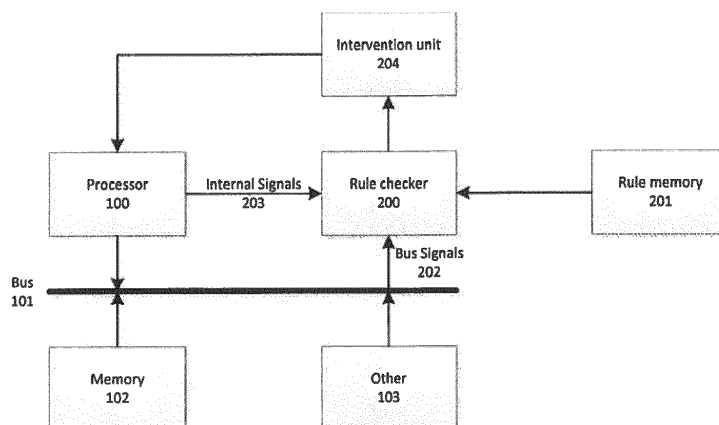 Intervention unit
204
Processor
100
Internal Signals
203
Rule checker
200
Rule memory
201
Bus Signals
202
Bus
101
Memory
102
Other
103